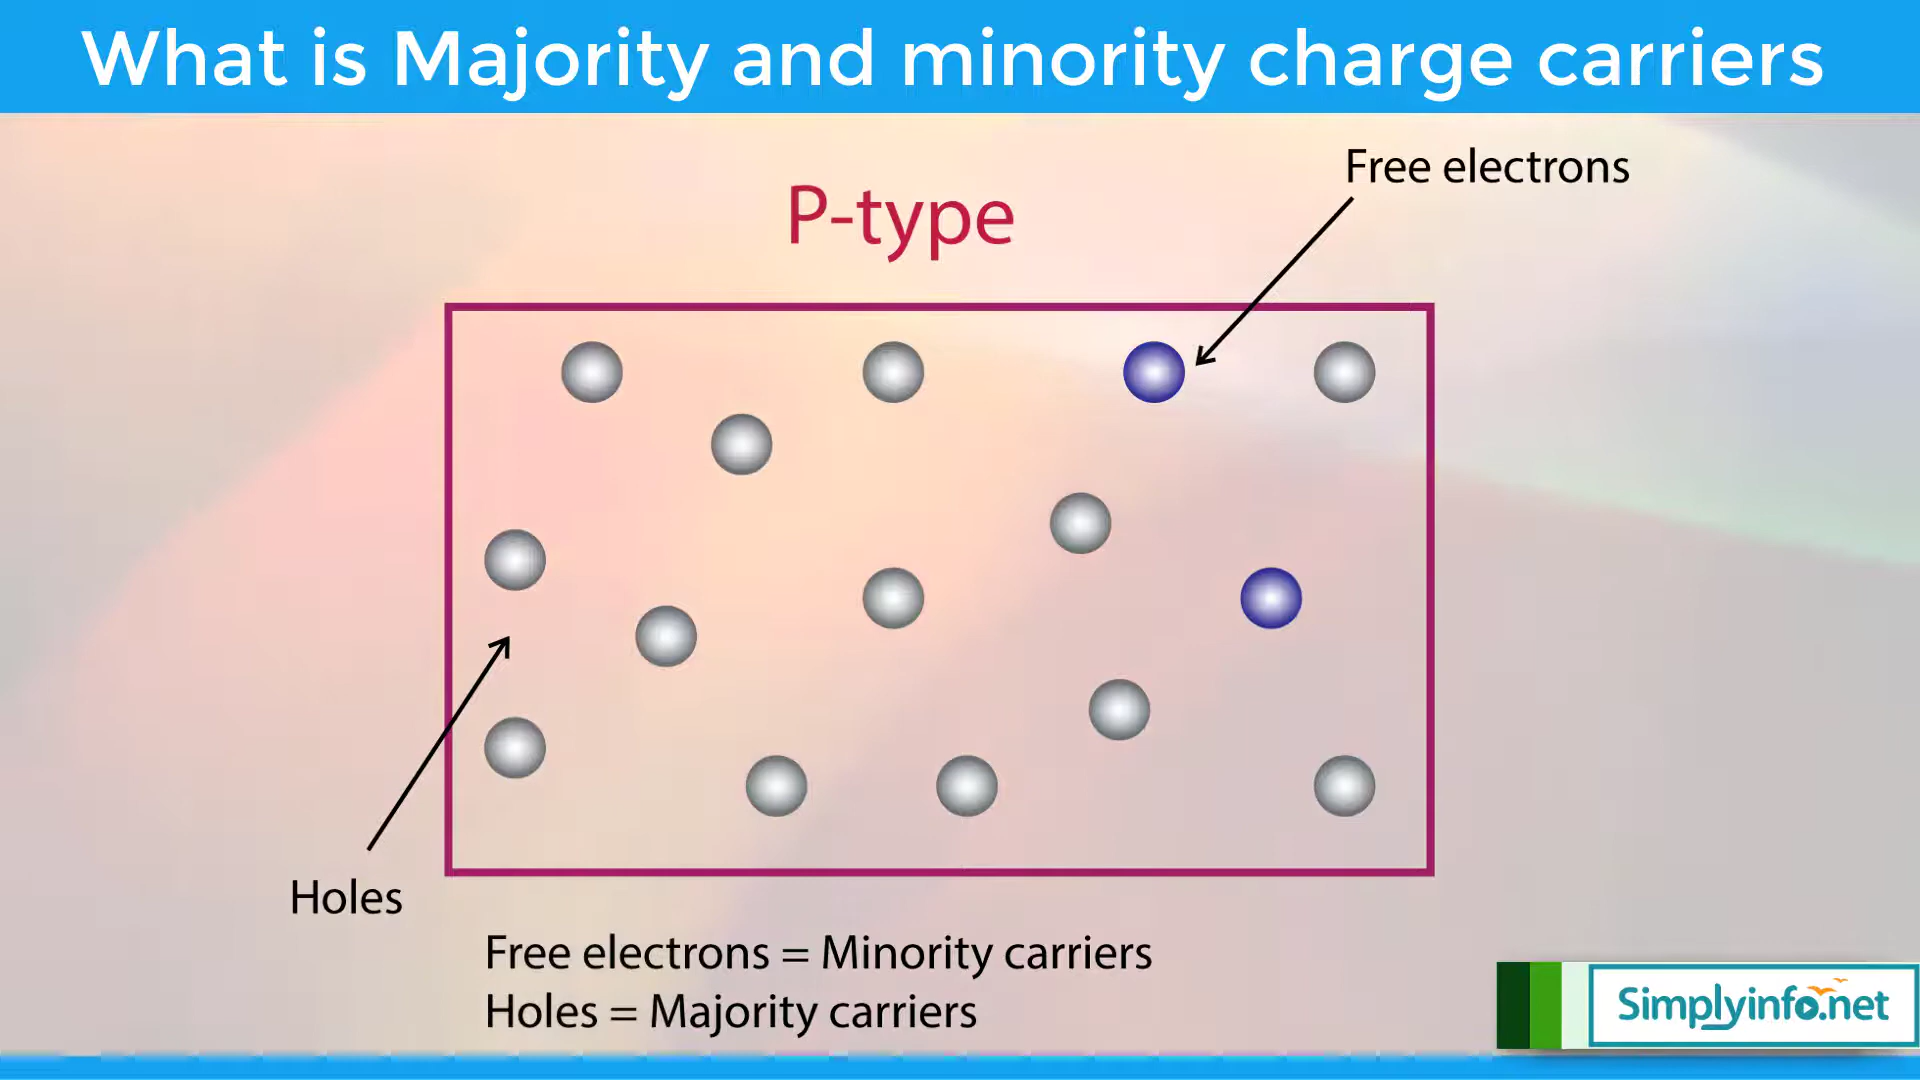 What is Majority and minority charge carriers
Free electrons
P-type
Holes
Free electrons = Minority carriers
Holes = Majority carriers
Simplyinfo.net